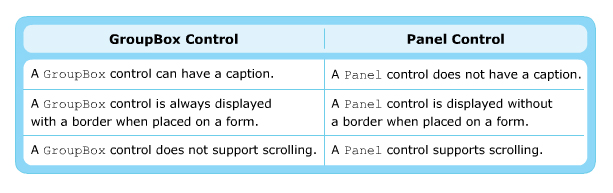 GroupBox Control
Panel Control
A GroupBox control can have a caption.
A Panel control does not have a caption.
A GroupBox control is always displayed
with a border when placed on a form.
A Panel control is displayed without
a border when placed on a form.
A GroupBox control does not support scrolling.
A Panel control supports scrolling.